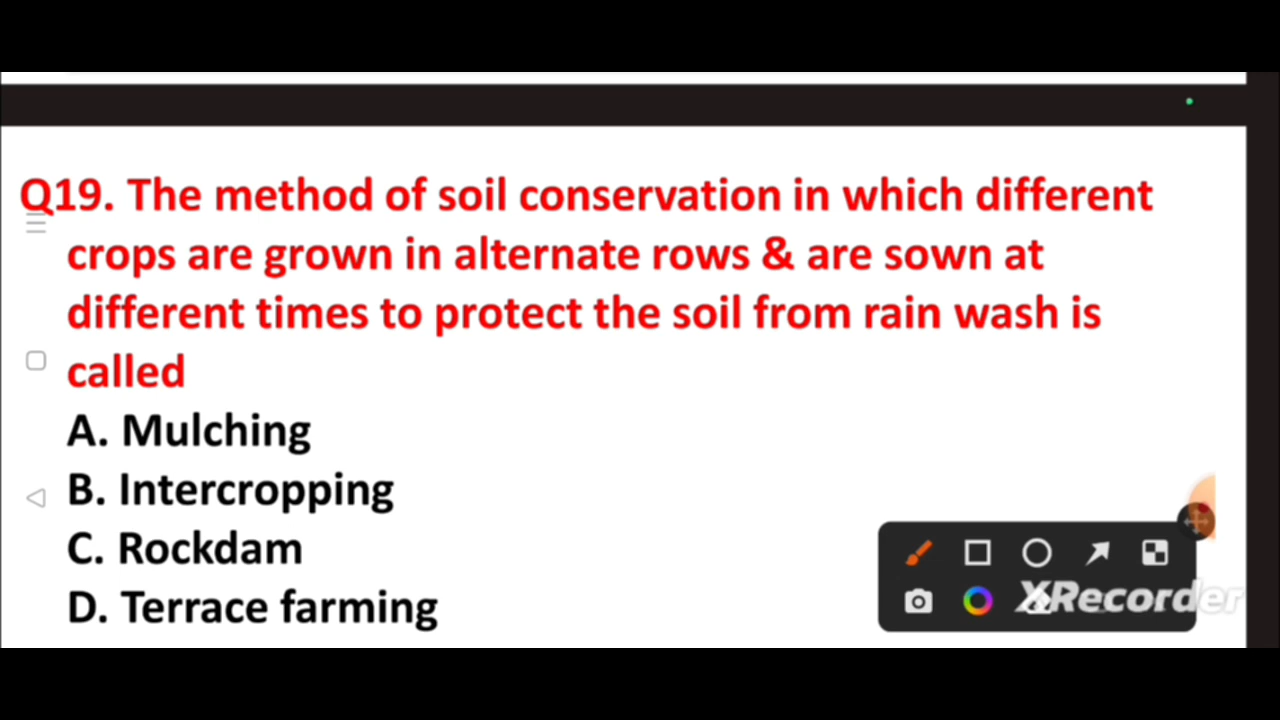 Q19. The method of soil conservation in which different
crops are grown in alternate rows & are sown at
different times to protect the soil from rain wash is
called
A. Mulching
B. Intercropping
C. Rockdam
D. Terrace farming
XRecorder